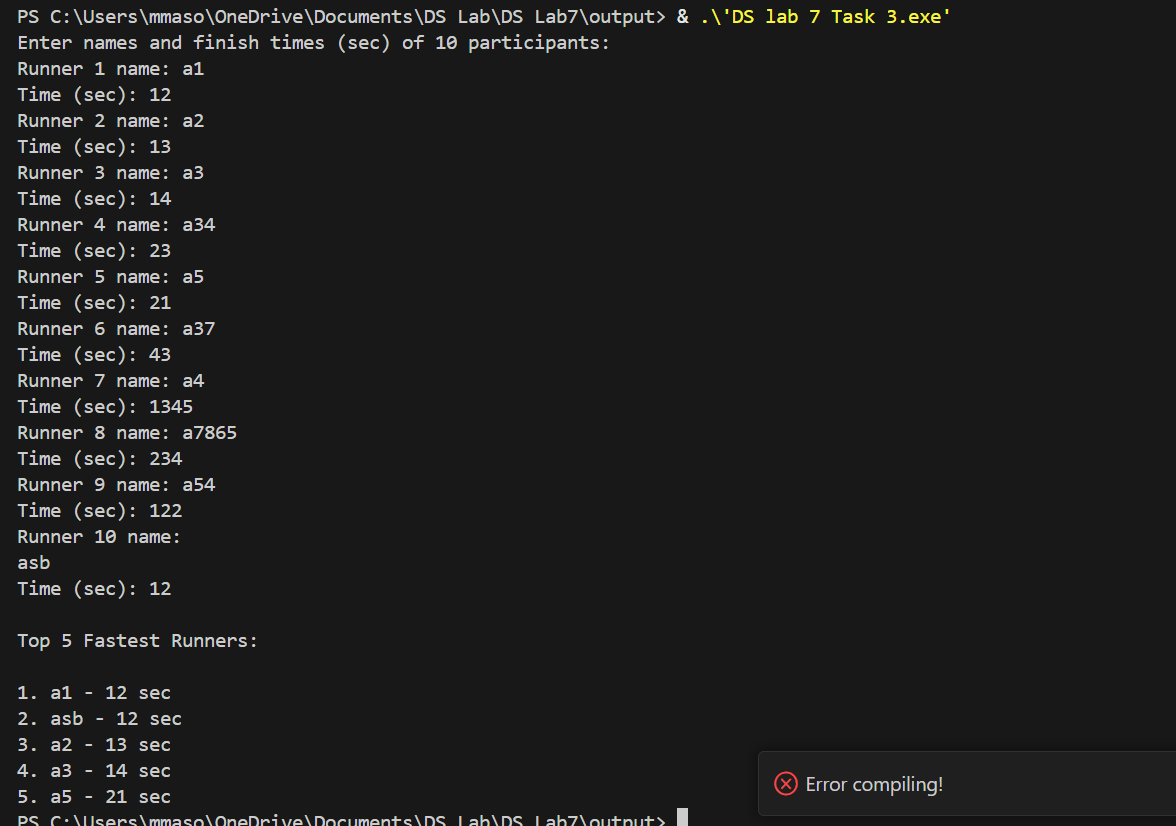 PS C:\Users\mmaso\OneDrive\Documents\DS Lab\DS Lab7\output> & .\'DS lab 7 Task 3.exe'
Enter names and finish times (sec) of 10 participants:
Runner 1 name: a1
Time (sec): 12
Runner 2 name: a2
Time (sec): 13
Runner 3 name: a3
Time (sec): 14
Runner 4 name: a34
Time (sec): 23
Runner 5 name: a5
Time (sec): 21
Runner 6 name: a37
Time (sec): 43
Runner 7 name: a4
Time (sec): 1345
Runner 8 name: a7865
Time (sec): 234
Runner 9 name: a54
Time (sec): 122
Runner 10 name:
asb
Time (sec): 12
Top 5 Fastest Runners:
1. a1 - 12 sec
2. asb - 12 sec
3. a2 - 13 sec
4. a3 - 14 sec
5. a5 - 21 sec
PS C:\Users\mmaso\OneDrive\Documents\DS Lab\DS Lab7\output>
Error compiling!